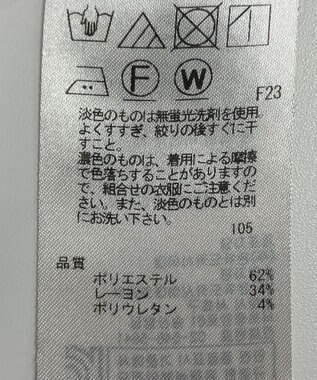 F W
F23
淡色のものは無蛍光洗剤を使用、
よくすすぎ、絞りの後すぐに干
すこと。
濃色のものは、着用による摩擦
で色落ちすることがありますの
で、組合せの衣服にご注意くだ
さい。また、淡色のものとは別
にお洗い下さい。
I05
品質
ポリエステル 62%
レーヨン 34%
ポリウレタン 4%